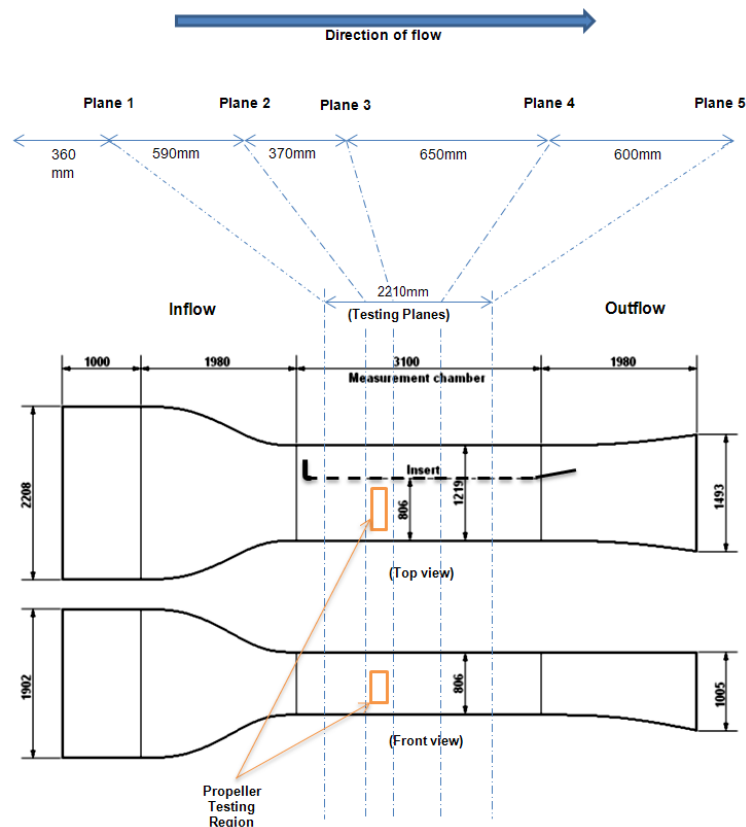 Direction of flow
Plane 1 Plane 2 Plane 3 Plane 4 Plane 5
360
mm
590mm 370mm 650mm 600mm
2210mm
Inflow (Testing Planes) Outflow
1000 1980 3100 1980
Measurement chamber
2208
Insert
806
1219
1493
(Top view)
1902
806
1005
(Front view)
Propeller
Testing
Region